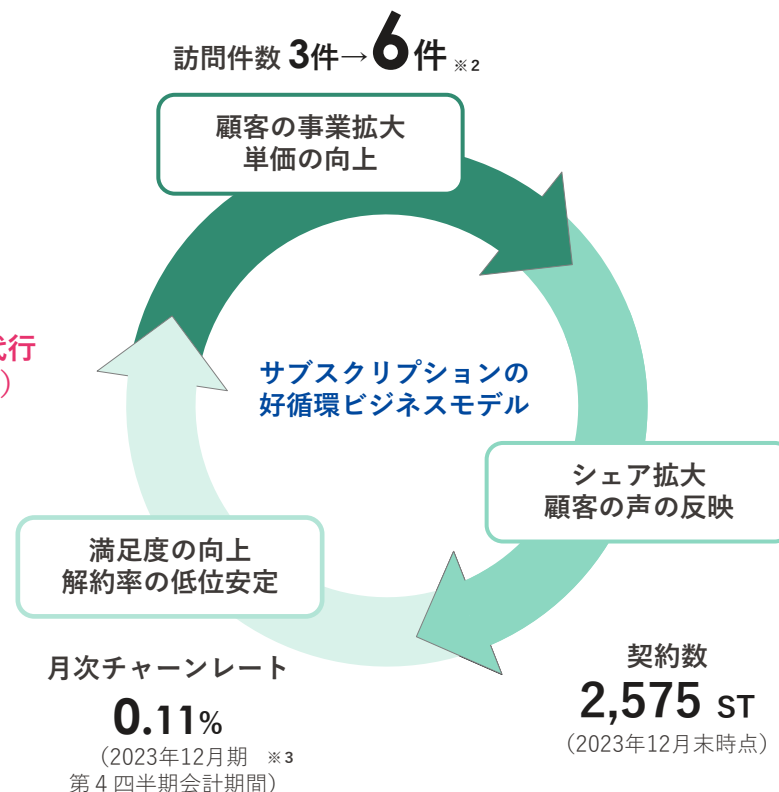 訪問件数 3件→6件 ※2
顧客の事業拡大
単価の向上
代行
）
サブスクリプションの
好循環ビジネスモデル
シェア拡大
顧客の声の反映
満足度の向上
解約率の低位安定
月次チャーンレート
0.11%
（2023年12月期 ※3
第４四半期会計期間）
契約数
2,575 ST
（2023年12月末時点）